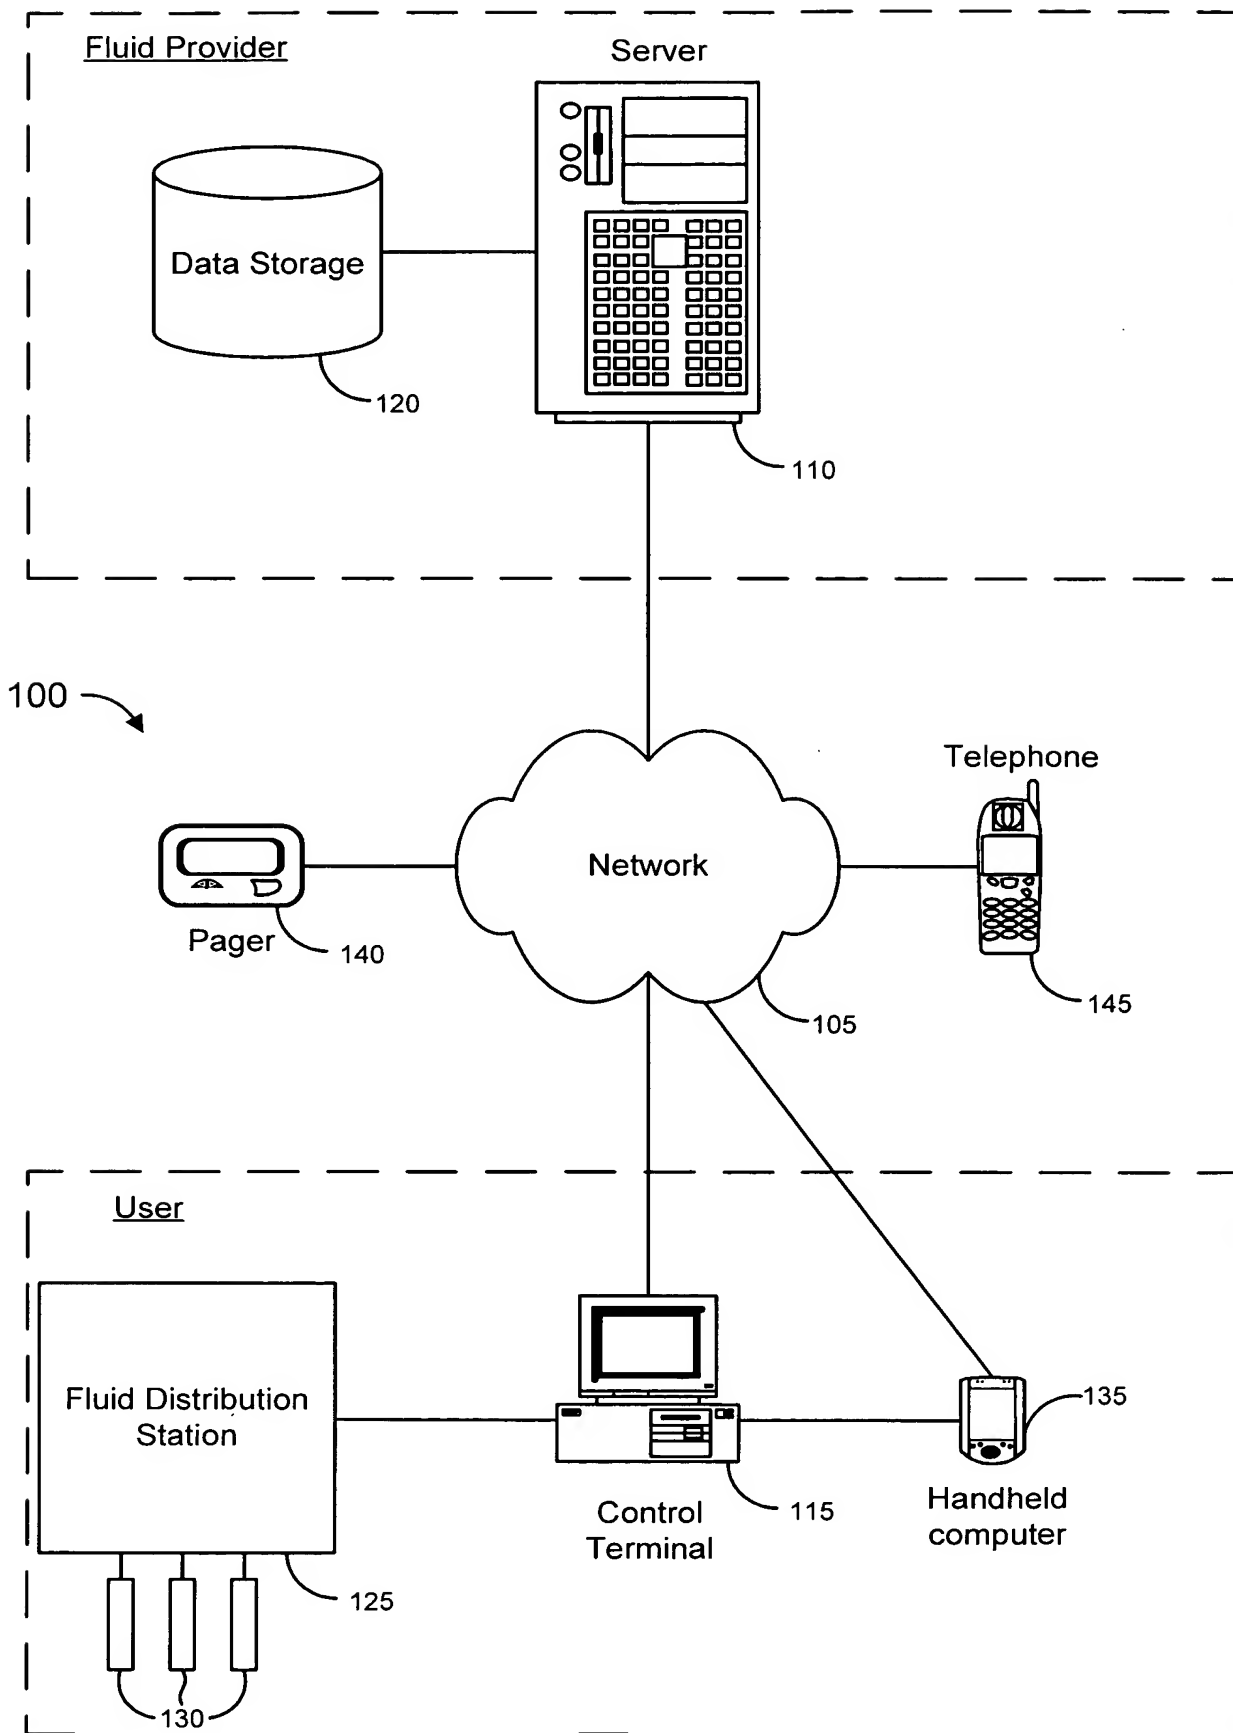 Fluid Provider
Server
Data Storage
120
110
100
Telephone
Network
Pager
140
105
145
User
Fluid Distribution
Station
135
Control
Terminal
115
Handheld
computer
125
130